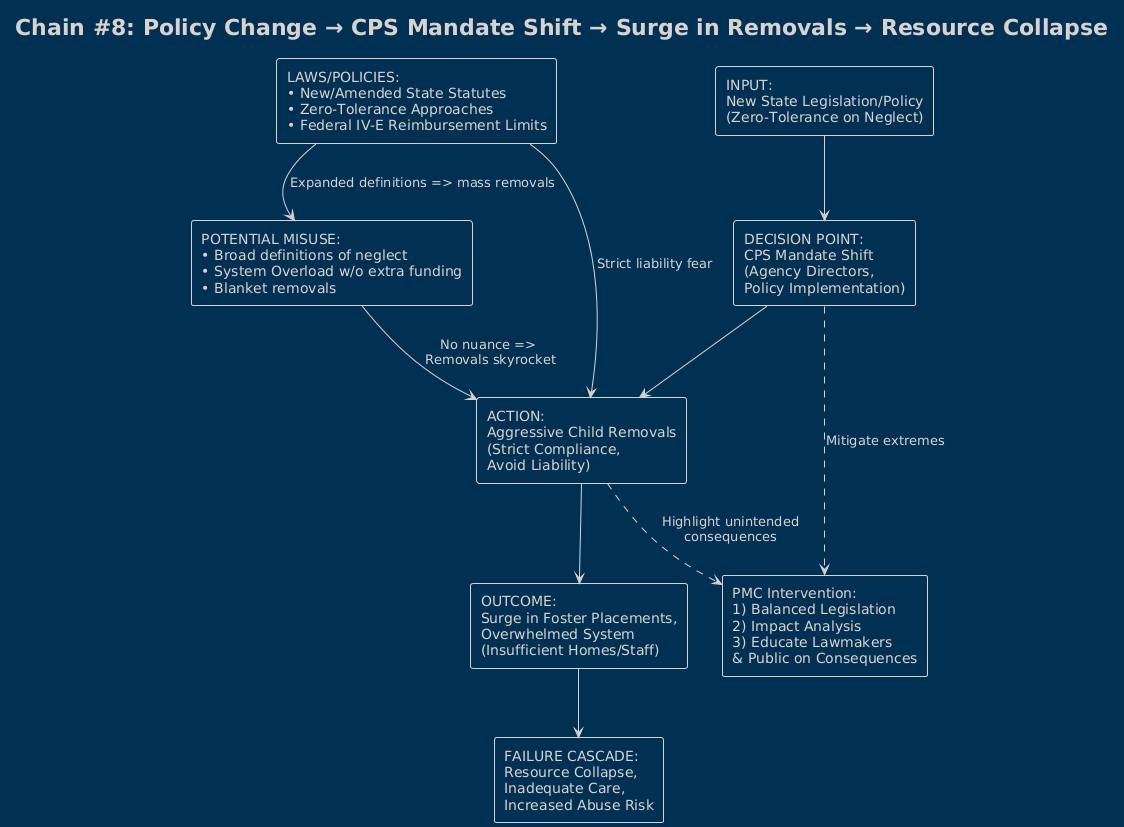 Chain #8: Policy Change → CPS Mandate Shift → Surge in Removals → Resource Collapse
LAWS/POLICIES:
• New/Amended State Statutes
• Zero-Tolerance Approaches
• Federal IV-E Reimbursement Limits
INPUT:
New State Legislation/Policy
(Zero-Tolerance on Neglect)
Expanded definitions => mass removals
POTENTIAL MISUSE:
• Broad definitions of neglect
• System Overload w/o extra funding
• Blanket removals
Strict liability fear
DECISION POINT:
CPS Mandate Shift
(Agency Directors,
Policy Implementation)
No nuance =>
Removals skyrocket
ACTION:
Aggressive Child Removals
(Strict Compliance,
Avoid Liability)
Mitigate extremes
Highlight unintended
consequences
OUTCOME:
Surge in Foster Placements,
Overwhelmed System
(Insufficient Homes/Staff)
PMC Intervention:
1) Balanced Legislation
2) Impact Analysis
3) Educate Lawmakers
& Public on Consequences
FAILURE CASCADE:
Resource Collapse,
Inadequate Care,
Increased Abuse Risk